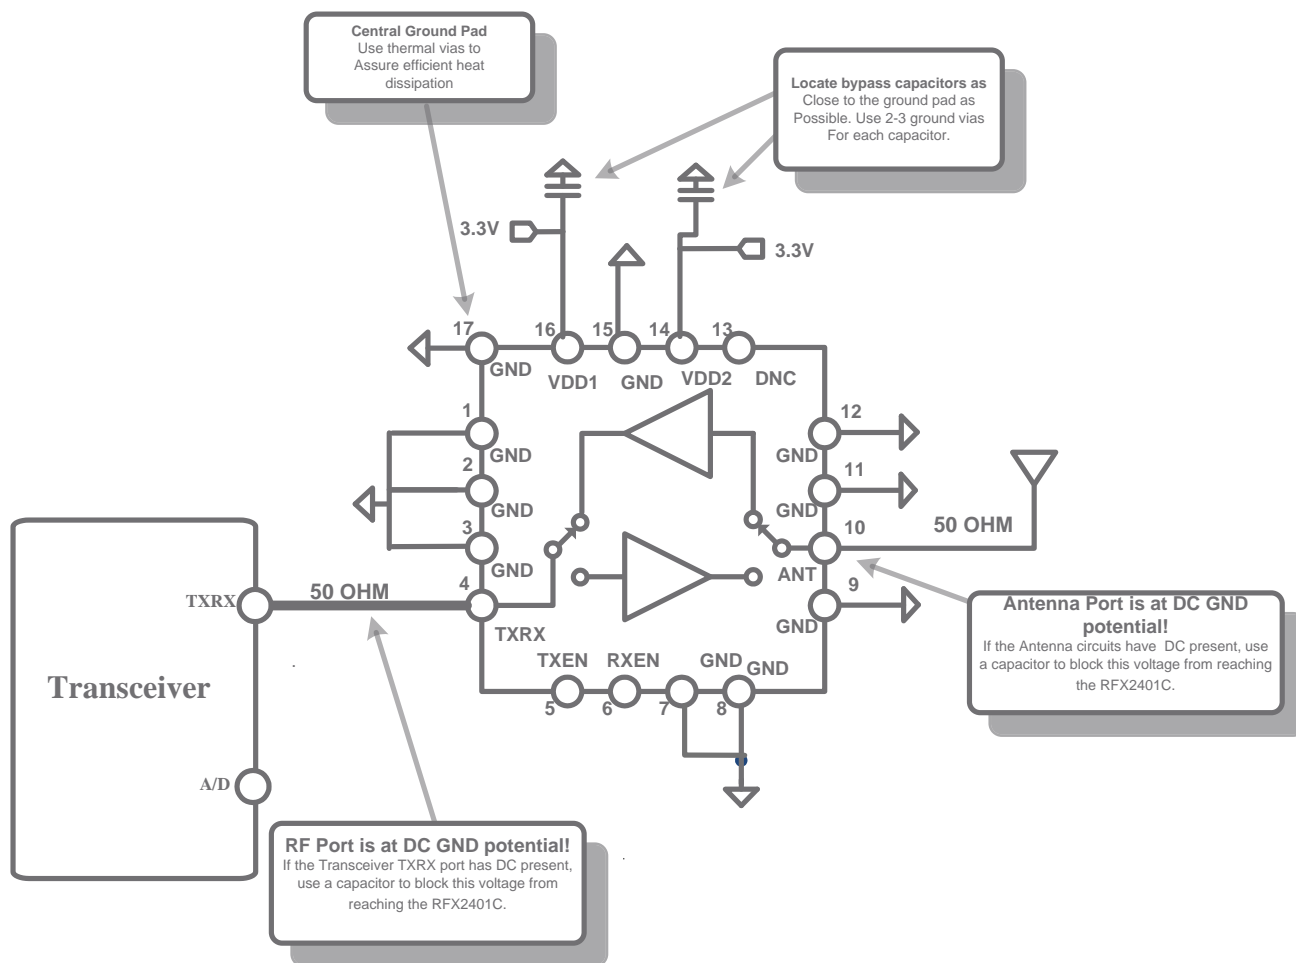 Central Ground Pad
Use thermal vias to
Assure efficient heat
dissipation
Locate bypass capacitors as
Close to the ground pad as
Possible. Use 2-3 ground vias
For each capacitor.
3.3V
3.3V
17
16
15
14
13
GND
VDD1
GND
VDD2
DNC
1
GND
2
GND
3
GND
4
TXRX
12
GND
11
GND
10
ANT
50 OHM
9
GND
TXRX
50 OHM
Transceiver
A/D
TXEN
RXEN
GND
GND
5
6
7
8
Antenna Port is at DC GND
potential!
If the Antenna circuits have DC present, use
a capacitor to block this voltage from reaching
the RFX2401C.
RF Port is at DC GND potential!
If the Transceiver TXRX port has DC present,
use a capacitor to block this voltage from
reaching the RFX2401C.